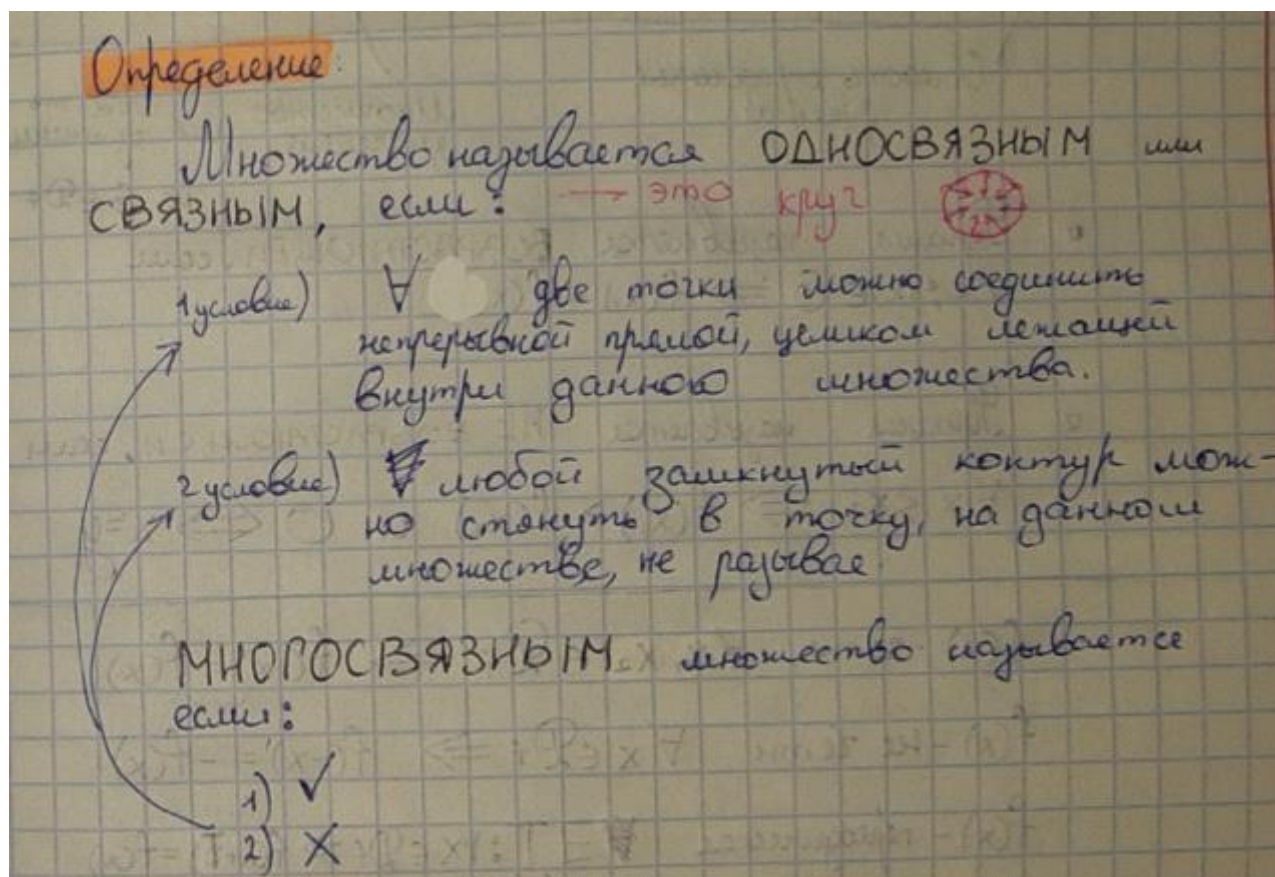 Определение:
Множество называется ОДНОСВЯЗНЫМ или
СВЯЗНЫМ, если: → это круг
1 условие) ∀ две точки можно соединить
непрерывной прямой, целиком лежащей
внутри данного множества.
2 условие) любой замкнутый контур мож-
но стянуть в точку, на данном
множестве, не разывае
МНОГОСВЯЗНЫМ множество называется
если:
1) ✓
2) X